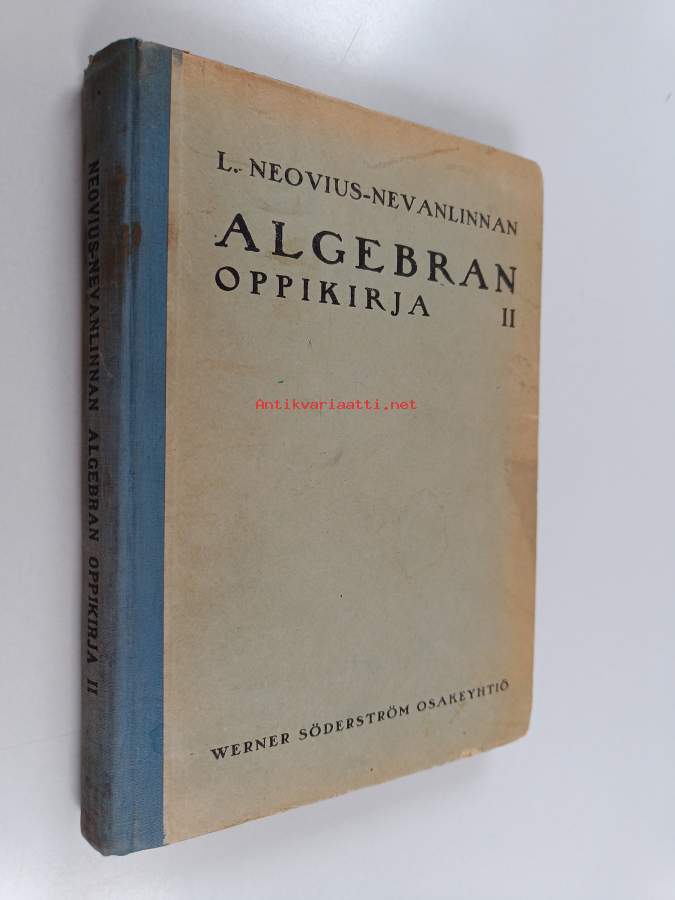 NEOVIUS-NEVANLINNAN ALGEBRAN OPPIKIRJA II
L. NEOVIUS-NEVANLINNAN
ALGEBRAN
OPPIKIRJA II
Antikvariaatti.net
WERNER SÖDERSTRÖM OSAKEYHTIÖ